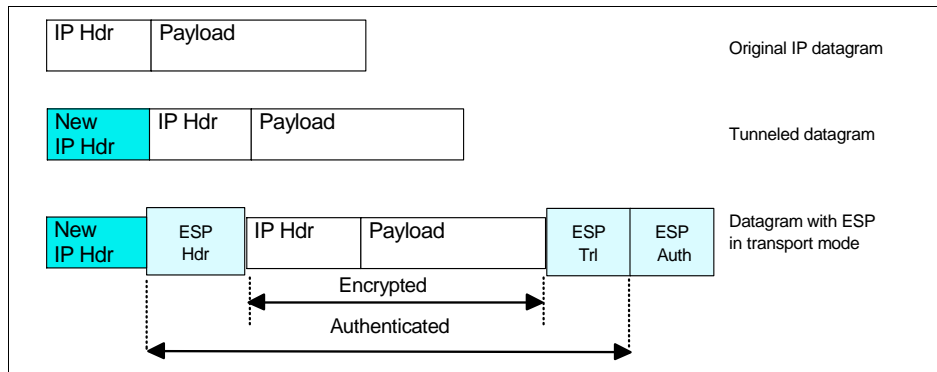 IP Hdr Payload
Original IP datagram
New
IP Hdr
IP Hdr Payload
Tunneled datagram
New
IP Hdr
ESP
Hdr
IP Hdr Payload
ESP
Trl
ESP
Auth
Datagram with ESP
in transport mode
Encrypted
Authenticated